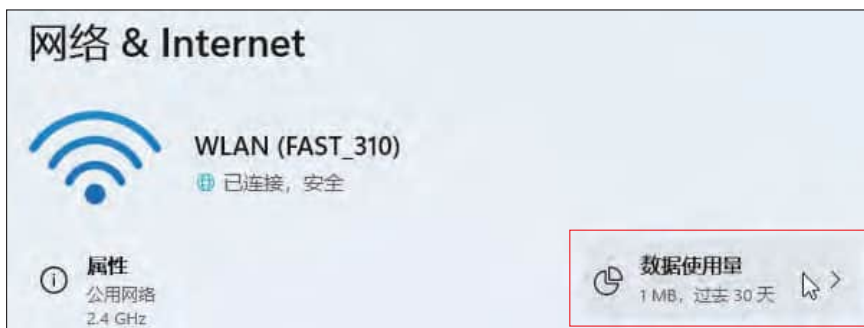 网络 & Internet
WLAN (FAST_310)
已连接，安全
属性
公用网络
2.4 GHz
数据使用量
1 MB，过去 30 天